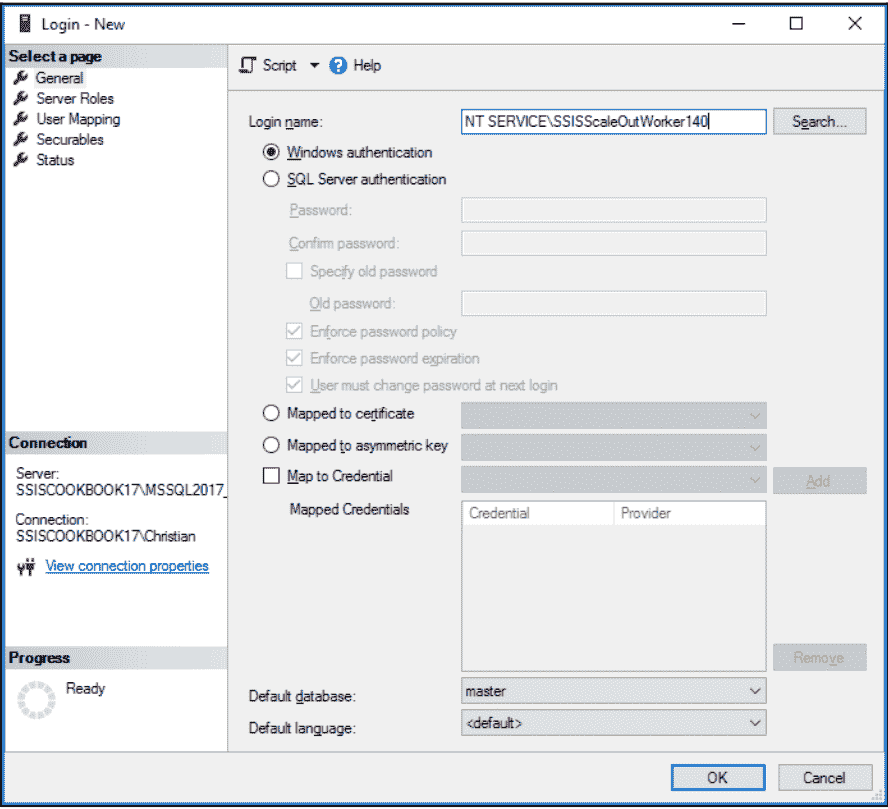 Login - New
Select a page
General
Server Roles
User Mapping
Securables
Status
Connection
Server:
SSISCOOKBOOK17\MSSQL2017_
Connection:
SSISCOOKBOOK17\Christian
View connection properties
Progress
Ready
Script
Help
Login name:
NT SERVICE\SSISScaleOutWorker140
Search...
Windows authentication
SQL Server authentication
Password:
Confirm password:
Specify old password
Old password:
Enforce password policy
Enforce password expiration
User must change password at next login
Mapped to certificate
Mapped to asymmetric key
Map to Credential
Add
Mapped Credentials
Credential Provider
Remove
Default database: master
Default language: <default>
OK Cancel